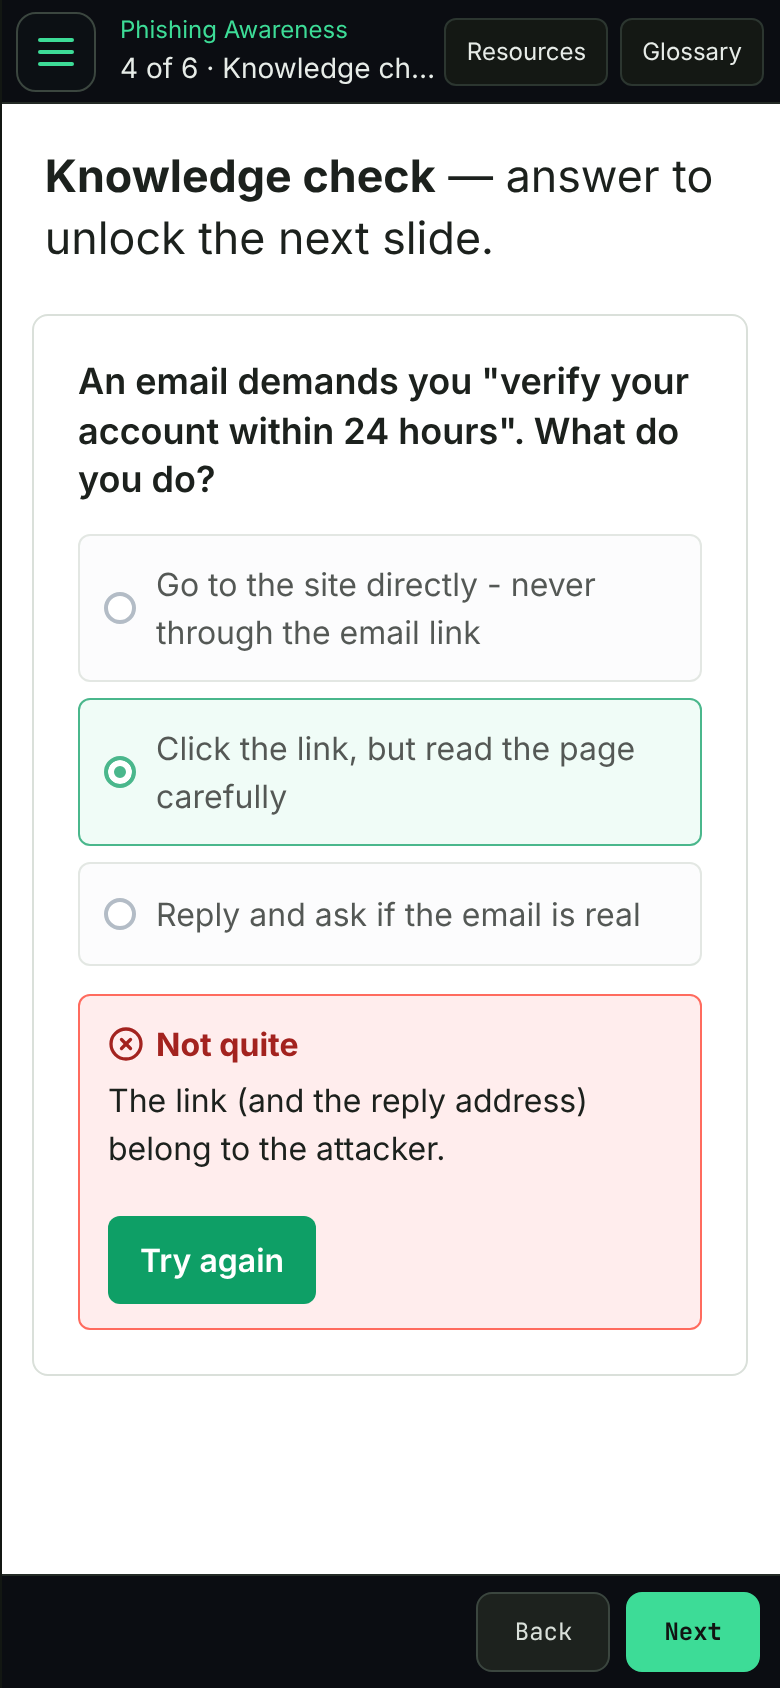 Phishing Awareness
4 of 6 · Knowledge ch...
Resources
Glossary
Knowledge check — answer to
unlock the next slide.
An email demands you "verify your
account within 24 hours". What do
you do?
Go to the site directly - never
through the email link
Click the link, but read the page
carefully
Reply and ask if the email is real
Not quite
The link (and the reply address)
belong to the attacker.
Try again
Back
Next